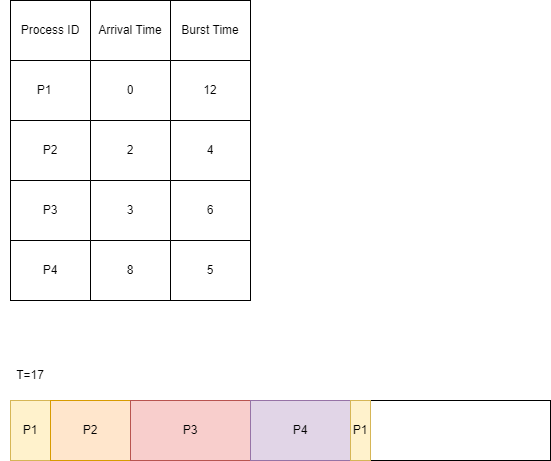 Process ID Arrival Time Burst Time
P1 0 12
P2 2 4
P3 3 6
P4 8 5
T=17
P1 P2 P3 P4 P1